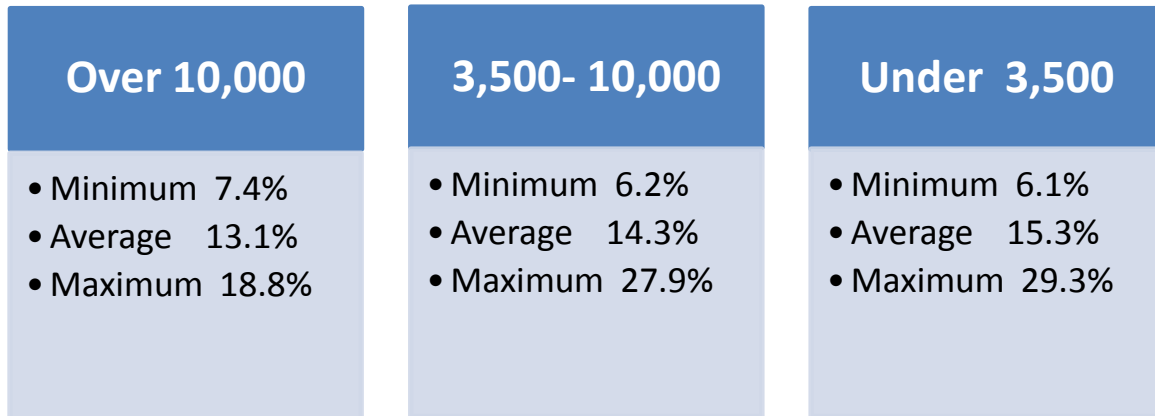 Over 10,000
• Minimum 7.4%
• Average 13.1%
• Maximum 18.8%
3,500- 10,000
• Minimum 6.2%
• Average 14.3%
• Maximum 27.9%
Under 3,500
• Minimum 6.1%
• Average 15.3%
• Maximum 29.3%